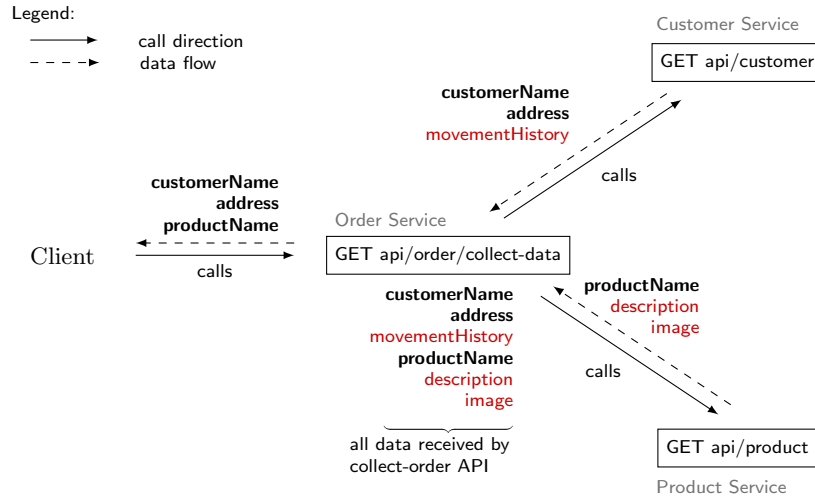 Legend:
call direction
data flow
Customer Service
GET api/customer
customerName
address
movementHistory
calls
customerName
address
productName
Client
calls
Order Service
GET api/order/collect-data
customerName
address
movementHistory
productName
description
image
all data received by
collect-order API
productName
description
image
calls
GET api/product
Product Service